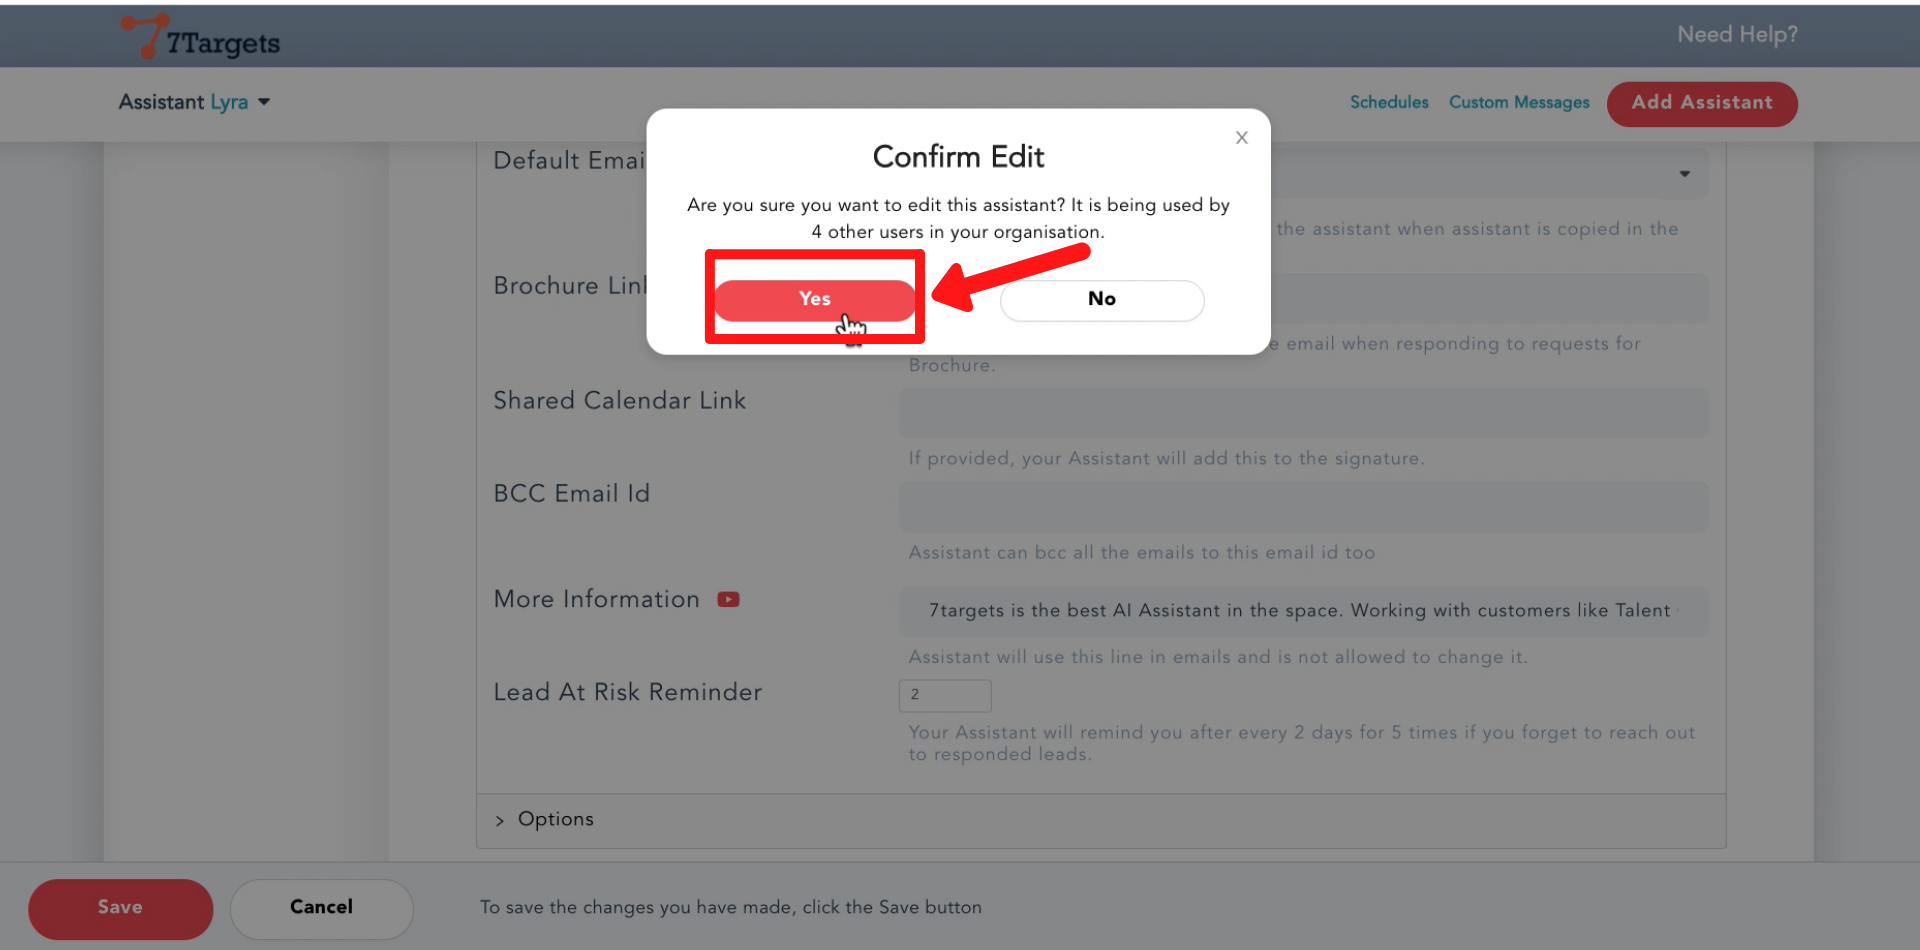 7Targets
Need Help?
Assistant Lyra
Schedules
Custom Messages
Add Assistant
Confirm Edit
X
Are you sure you want to edit this assistant? It is being used by
4 other users in your organisation.
Yes
No
Default Emai
the assistant when assistant is copied in the
Brochure Lin
e email when responding to requests for
Brochure.
Shared Calendar Link
If provided, your Assistant will add this to the signature.
BCC Email Id
Assistant can bcc all the emails to this email id too
More Information
7targets is the best AI Assistant in the space. Working with customers like Talent
Assistant will use this line in emails and is not allowed to change it.
Lead At Risk Reminder
2
Your Assistant will remind you after every 2 days for 5 times if you forget to reach out
to responded leads.
> Options
Save
Cancel
To save the changes you have made, click the Save button